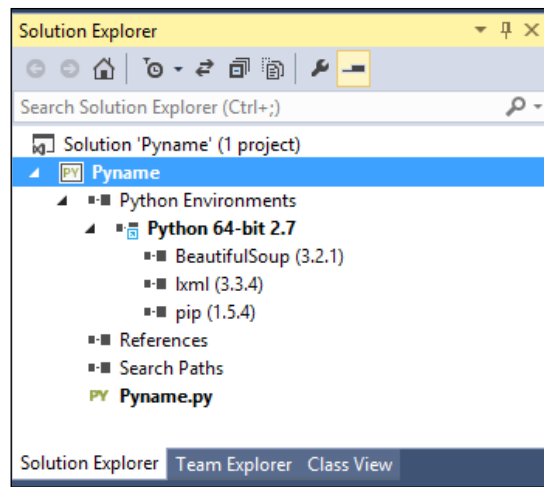 Solution Explorer
Search Solution Explorer (Ctrl+;)
Solution 'Pyname' (1 project)
PY Pyname
Python Environments
Python 64-bit 2.7
BeautifulSoup (3.2.1)
lxml (3.3.4)
pip (1.5.4)
References
Search Paths
PY Pyname.py
Solution Explorer Team Explorer Class View